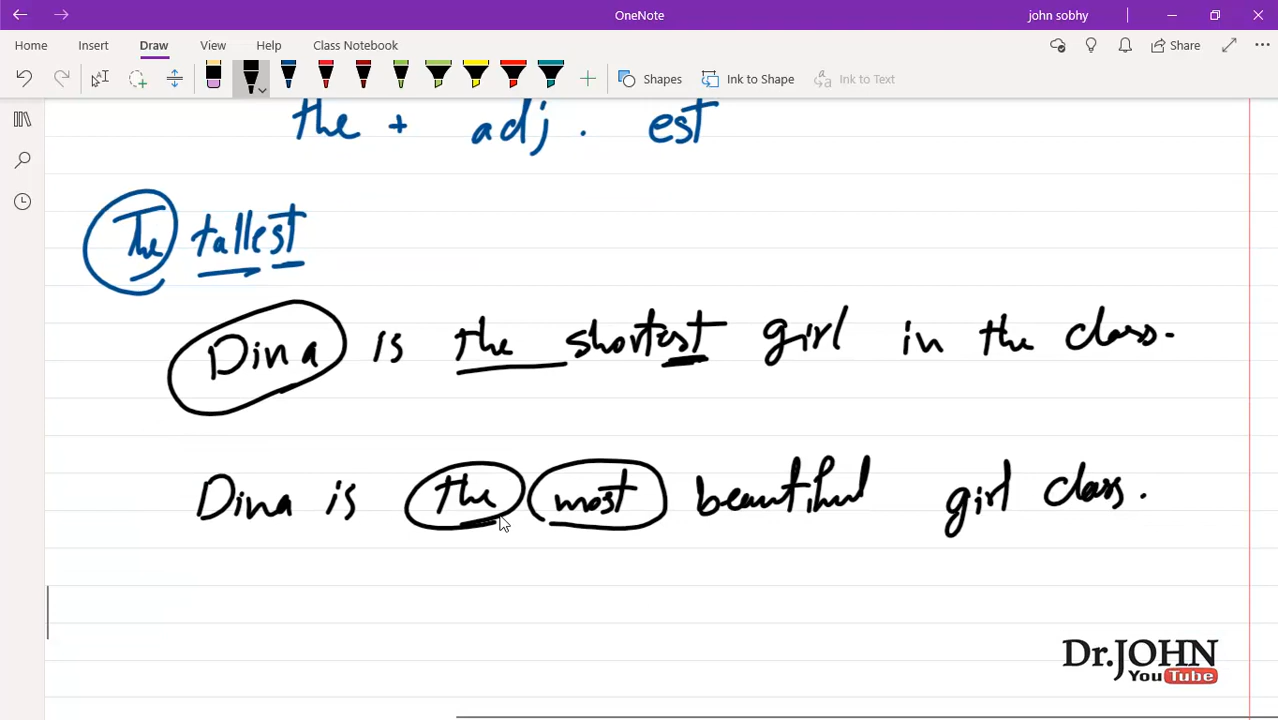 OneNote
john sobhy
Home Insert Draw View Help Class Notebook
Share
Shapes Ink to Shape Ink to Text
the + adj. est
The tallest
Dina is the shortest girl in the class.
Dina is the most beautiful girl class.
Dr.JOHN
YouTube